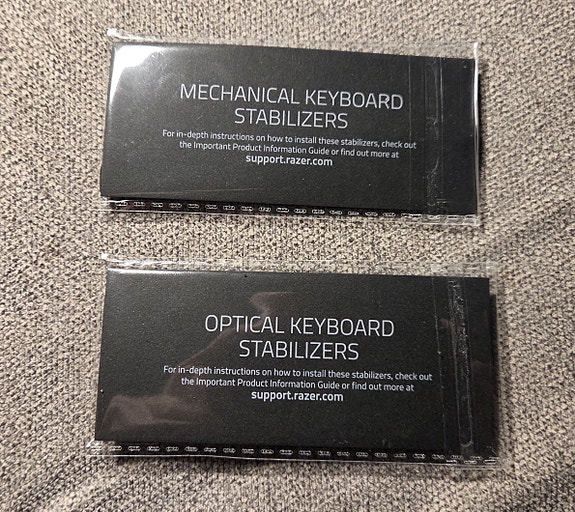 MECHANICAL KEYBOARD
STABILIZERS
For in-depth instructions on how to install these stabilizers, check out
the Important Product Information Guide or find out more at
support.razer.com
OPTICAL KEYBOARD
STABILIZERS
For in-depth instructions on how to install these stabilizers, check out
the Important Product Information Guide or find out more at
support.razer.com